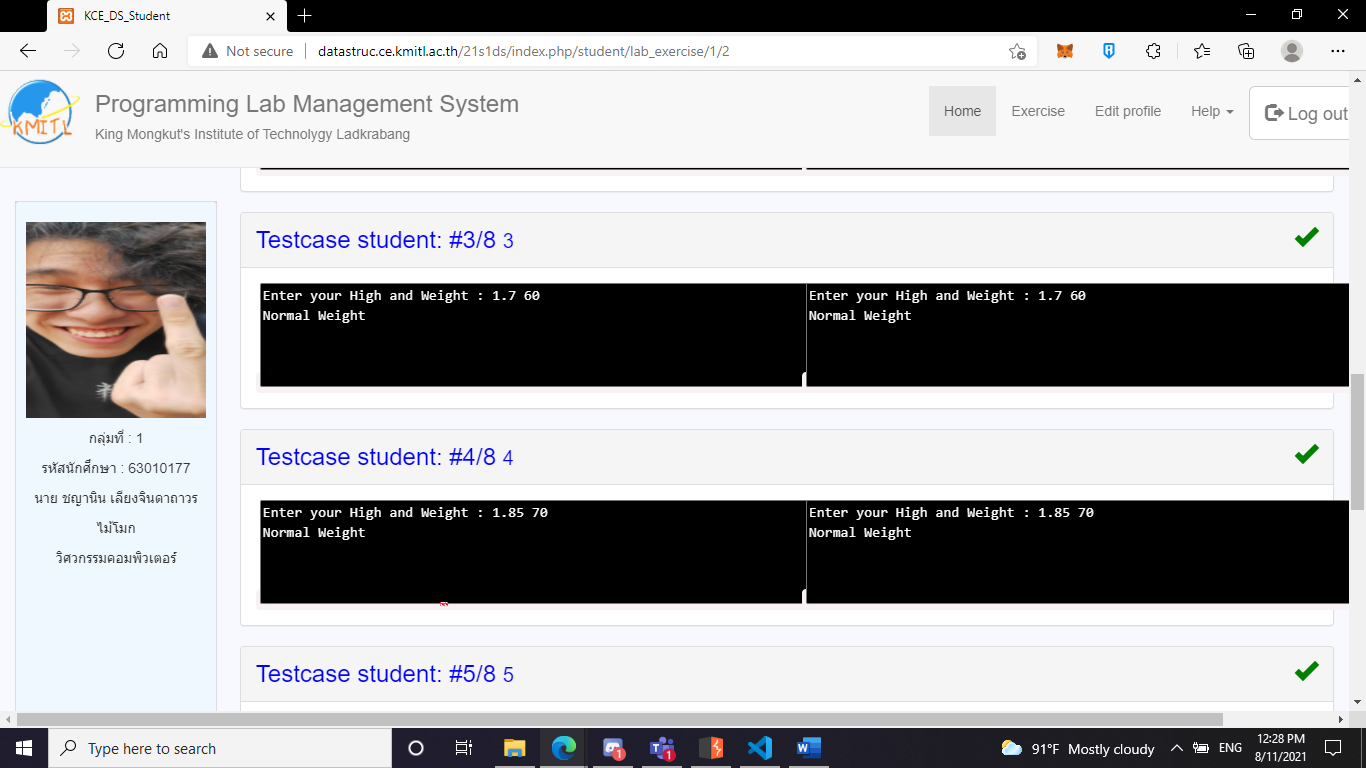 KCE_DS_Student
Not secure
datastruc.ce.kmitl.ac.th/21s1ds/index.php/student/lab_exercise/1/2
KMITL
Programming Lab Management System
King Mongkut's Institute of Technolygy Ladkrabang
Home
Exercise
Edit profile
Help
Log out
กลุ่มที่ : 1
รหัสนักศึกษา : 63010177
นาย ชญานิน เลียงจินดาถาวร
ไม้โมก
วิศวกรรมคอมพิวเตอร์
Testcase student: #3/8 3
Enter your High and Weight : 1.7 60
Normal Weight
Enter your High and Weight : 1.7 60
Normal Weight
Testcase student: #4/8 4
Enter your High and Weight : 1.85 70
Normal Weight
Enter your High and Weight : 1.85 70
Normal Weight
Testcase student: #5/8 5
Type here to search
1
1
91°F Mostly cloudy
ENG
12:28 PM
8/11/2021